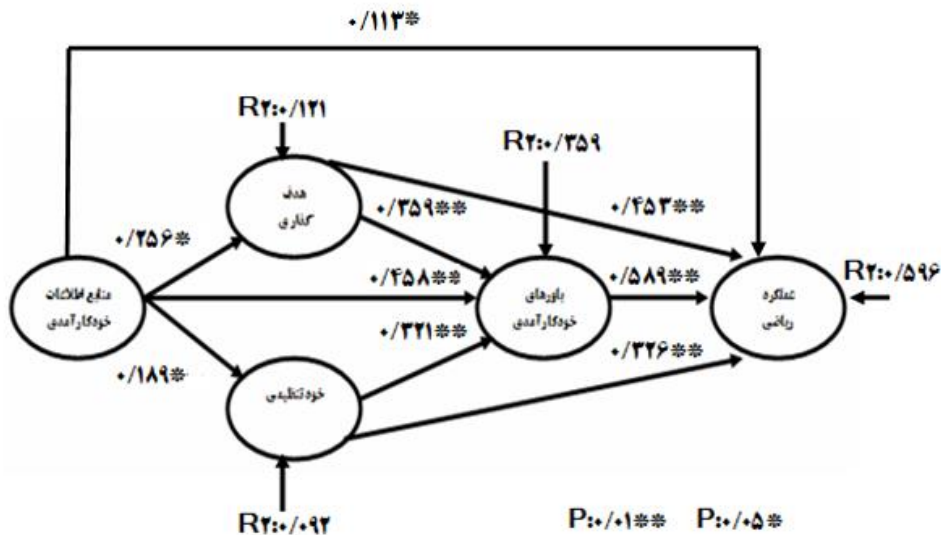 ۰/۱۱۳*
R۲:۰/۱۲۱
R۲:۰/۳۵۹
هدف
گذاری
۰/۳۵۹**
۰/۴۵۳**
۰/۲۵۶*
منابع اطلاعات
خودکارآمدی
۰/۴۵۸**
باورهای
خودکارآمدی
۰/۵۸۹**
عملکرد
ریاضی
R۲:۰/۵۹۶
۰/۳۲۱**
۰/۳۲۶**
۰/۱۸۹*
خودتنظیمی
R۲:۰/۰۹۲
P:۰/۰۱** P:۰/۰۵*